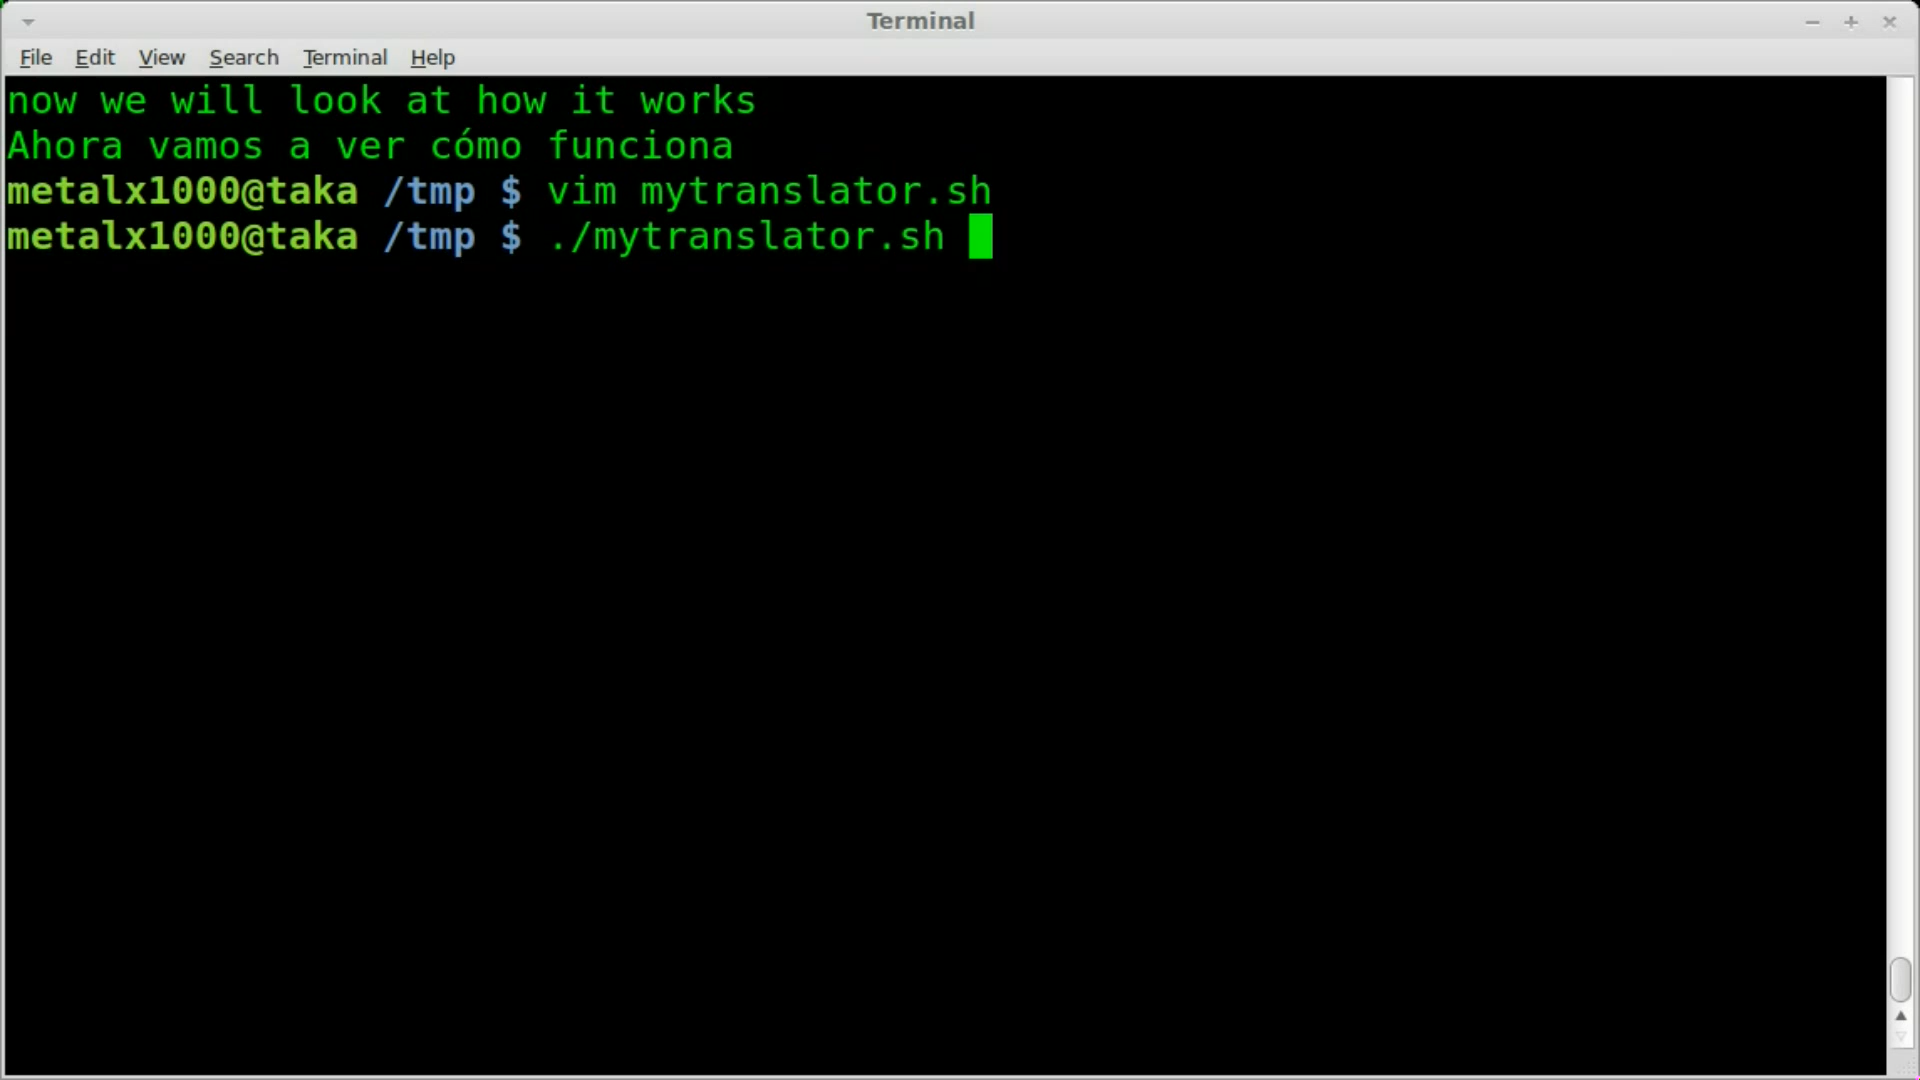 Terminal
File Edit View Search Terminal Help
now we will look at how it works
Ahora vamos a ver cómo funciona
metalx1000@taka /tmp $ vim mytranslator.sh
metalx1000@taka /tmp $ ./mytranslator.sh